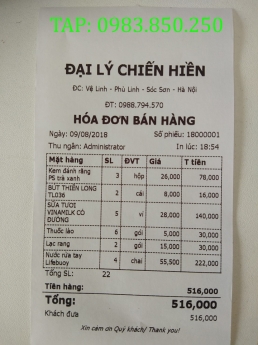 TAP: 0983.850.250
ĐẠI LÝ CHIẾN HIỀN
ĐC: Vệ Linh - Phù Linh - Sóc Sơn - Hà Nối
ĐT: 0988.794.570
HÓA ĐƠN BÁN HÀNG
Ngày: 09/08/2018 Số phiếu: 18000001
Thu ngân: Administrator In lúc: 18:54
Mặt hàng SL ĐVT Giá T tiền
Kem đánh răng PS trà xanh 3 hộp 26,000 78,000
BÚT THIÊN LONG TL036 2 cái 8,000 16,000
SỮA TƯƠI VINAMILK CÓ ĐƯỜNG 5 vỉ 28,000 140,000
Thuốc lào 6 gói 5,000 30,000
Lạc rang 2 gói 15,000 30,000
Nước rửa tay Lifebuoy 4 chai 55,500 222,000
Tổng SL: 22
Tiền hàng: 516,000
Tổng: 516,000
Khách đưa 516,000
Xin cảm ơn Quý khách/ Thank you!